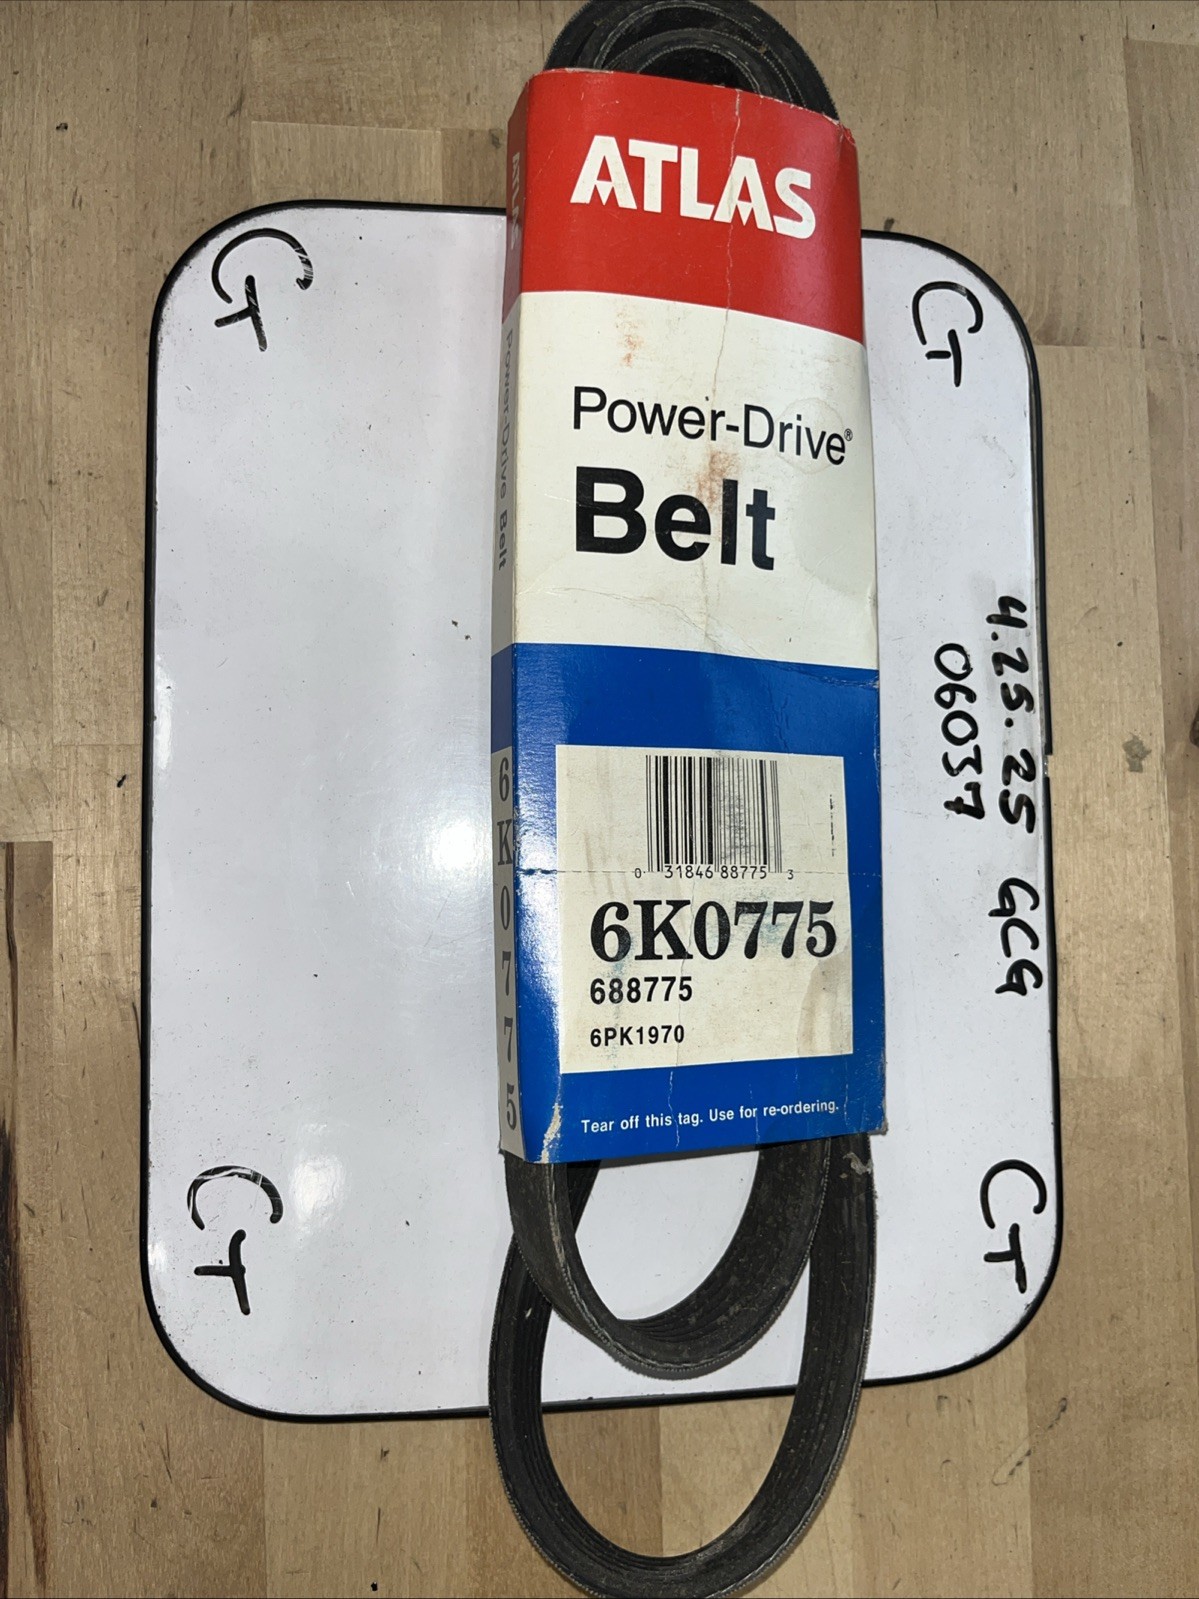 ATLAS
Power-Drive®
Belt
0 31846 88775 3
6K0775
688775
6PK1970
Tear off this tag. Use for re-ordering.
Power-Drive Belt
6K0775
CT
CT
CT
CT
4.25.25 GCG
06037